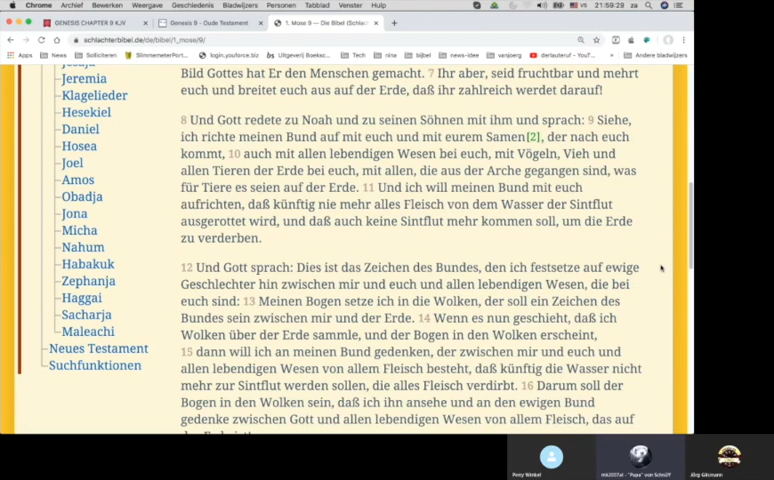 Chrome Archief Bewerken Weergave Geschiedenis Bladwijzers Personen Tabblad Venster Help
za 21:59:29
GENESIS CHAPTER 9 KJV
Genesis 9 - Oude Testament
1. Mose 9 — Die Bibel (Schlach
schlachterbibel.de/de/bibel/1_mose/9/
Apps News Solliciteren SlimmemeterPort... login.youforce.biz Uitgeverij Boeksc... Tech nina bijbel news-idee vanjoerg derlauteruf - YouT... Andere bladwijzers
Jeremia
Klagelieder
Hesekiel
Daniel
Hosea
Joel
Amos
Obadja
Jona
Micha
Nahum
Habakuk
Zephanja
Haggai
Sacharja
Maleachi
Neues Testament
Suchfunktionen
Bild Gottes hat Er den Menschen gemacht. 7 Ihr aber, seid fruchtbar und mehrt
euch und breitet euch aus auf der Erde, daß ihr zahlreich werdet darauf!
8 Und Gott redete zu Noah und zu seinen Söhnen mit ihm und sprach: 9 Siehe,
ich richte meinen Bund auf mit euch und mit eurem Samen[2], der nach euch
kommt, 10 auch mit allen lebendigen Wesen bei euch, mit Vögeln, Vieh und
allen Tieren der Erde bei euch, mit allen, die aus der Arche gegangen sind, was
für Tiere es seien auf der Erde. 11 Und ich will meinen Bund mit euch
aufrichten, daß künftig nie mehr alles Fleisch von dem Wasser der Sintflut
ausgerottet wird, und daß auch keine Sintflut mehr kommen soll, um die Erde
zu verderben.
12 Und Gott sprach: Dies ist das Zeichen des Bundes, den ich festsetze auf ewige
Geschlechter hin zwischen mir und euch und allen lebendigen Wesen, die bei
euch sind: 13 Meinen Bogen setze ich in die Wolken, der soll ein Zeichen des
Bundes sein zwischen mir und der Erde. 14 Wenn es nun geschieht, daß ich
Wolken über der Erde sammle, und der Bogen in den Wolken erscheint,
15 dann will ich an meinen Bund gedenken, der zwischen mir und euch und
allen lebendigen Wesen von allem Fleisch besteht, daß künftig die Wasser nicht
mehr zur Sintflut werden sollen, die alles Fleisch verdirbt. 16 Darum soll der
Bogen in den Wolken sein, daß ich ihn ansehe und an den ewigen Bund
gedenke zwischen Gott und allen lebendigen Wesen von allem Fleisch, das auf
Perry Winkel
mk2007at - "Papa" von Schnüff
Jörg Gitsmann